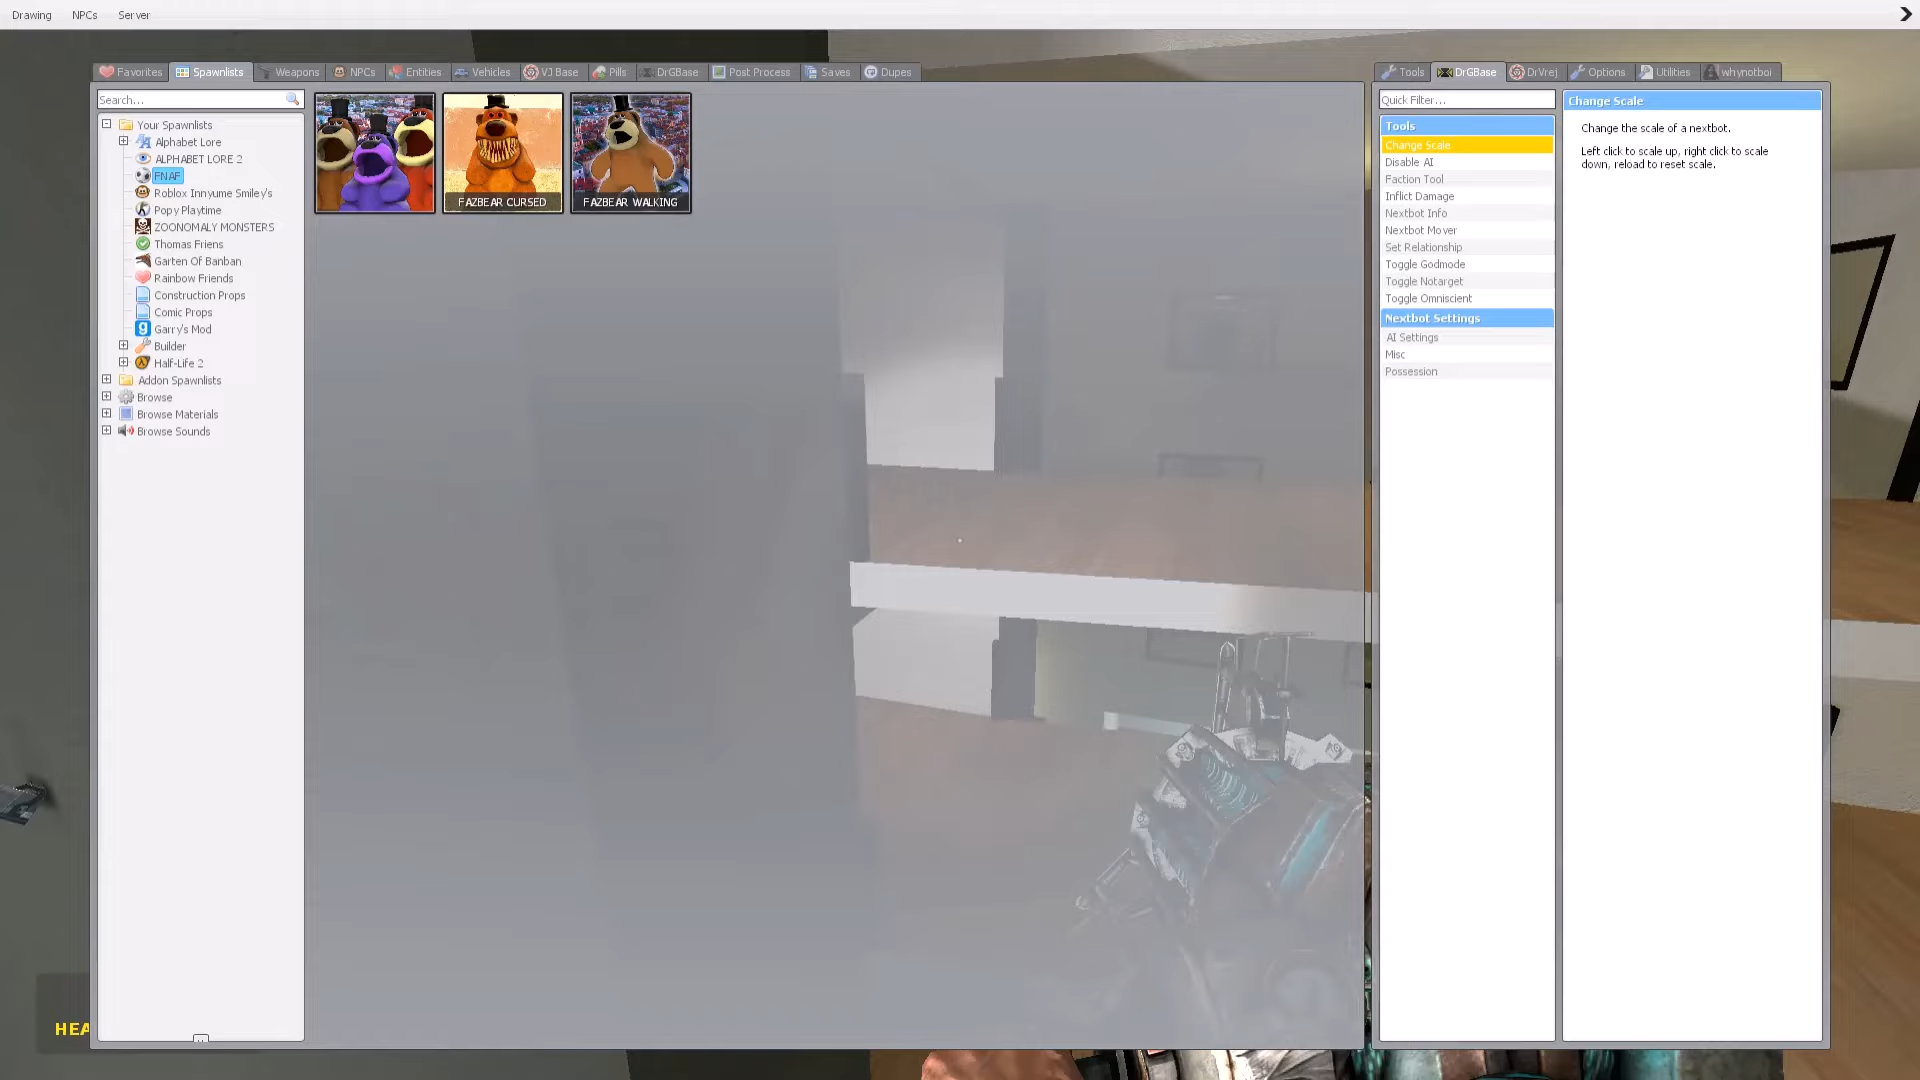 Drawing NPCs Server
Favorites Spawnlists Weapons NPCs Entities Vehicles VJ Base Pills DrGBase Post Process Saves Dupes
Search...
Your Spawnlists
Alphabet Lore
ALPHABET LORE 2
FNAF
Roblox Innyume Smiley's
Popy Playtime
ZOONOMALY MONSTERS
Thomas Friens
Garten Of Banban
Rainbow Friends
Construction Props
Comic Props
Garry's Mod
Builder
Half-Life 2
Addon Spawnlists
Browse
Browse Materials
Browse Sounds
FAZBEAR CURSED
FAZBEAR WALKING
HEA
Tools DrGBase DrVrej Options Utilities whynotboi
Quick Filter...
Tools
Change Scale
Disable AI
Faction Tool
Inflict Damage
Nextbot Info
Nextbot Mover
Set Relationship
Toggle Godmode
Toggle Notarget
Toggle Omniscient
Nextbot Settings
AI Settings
Misc
Possession
Change Scale
Change the scale of a nextbot.
Left click to scale up, right click to scale
down, reload to reset scale.